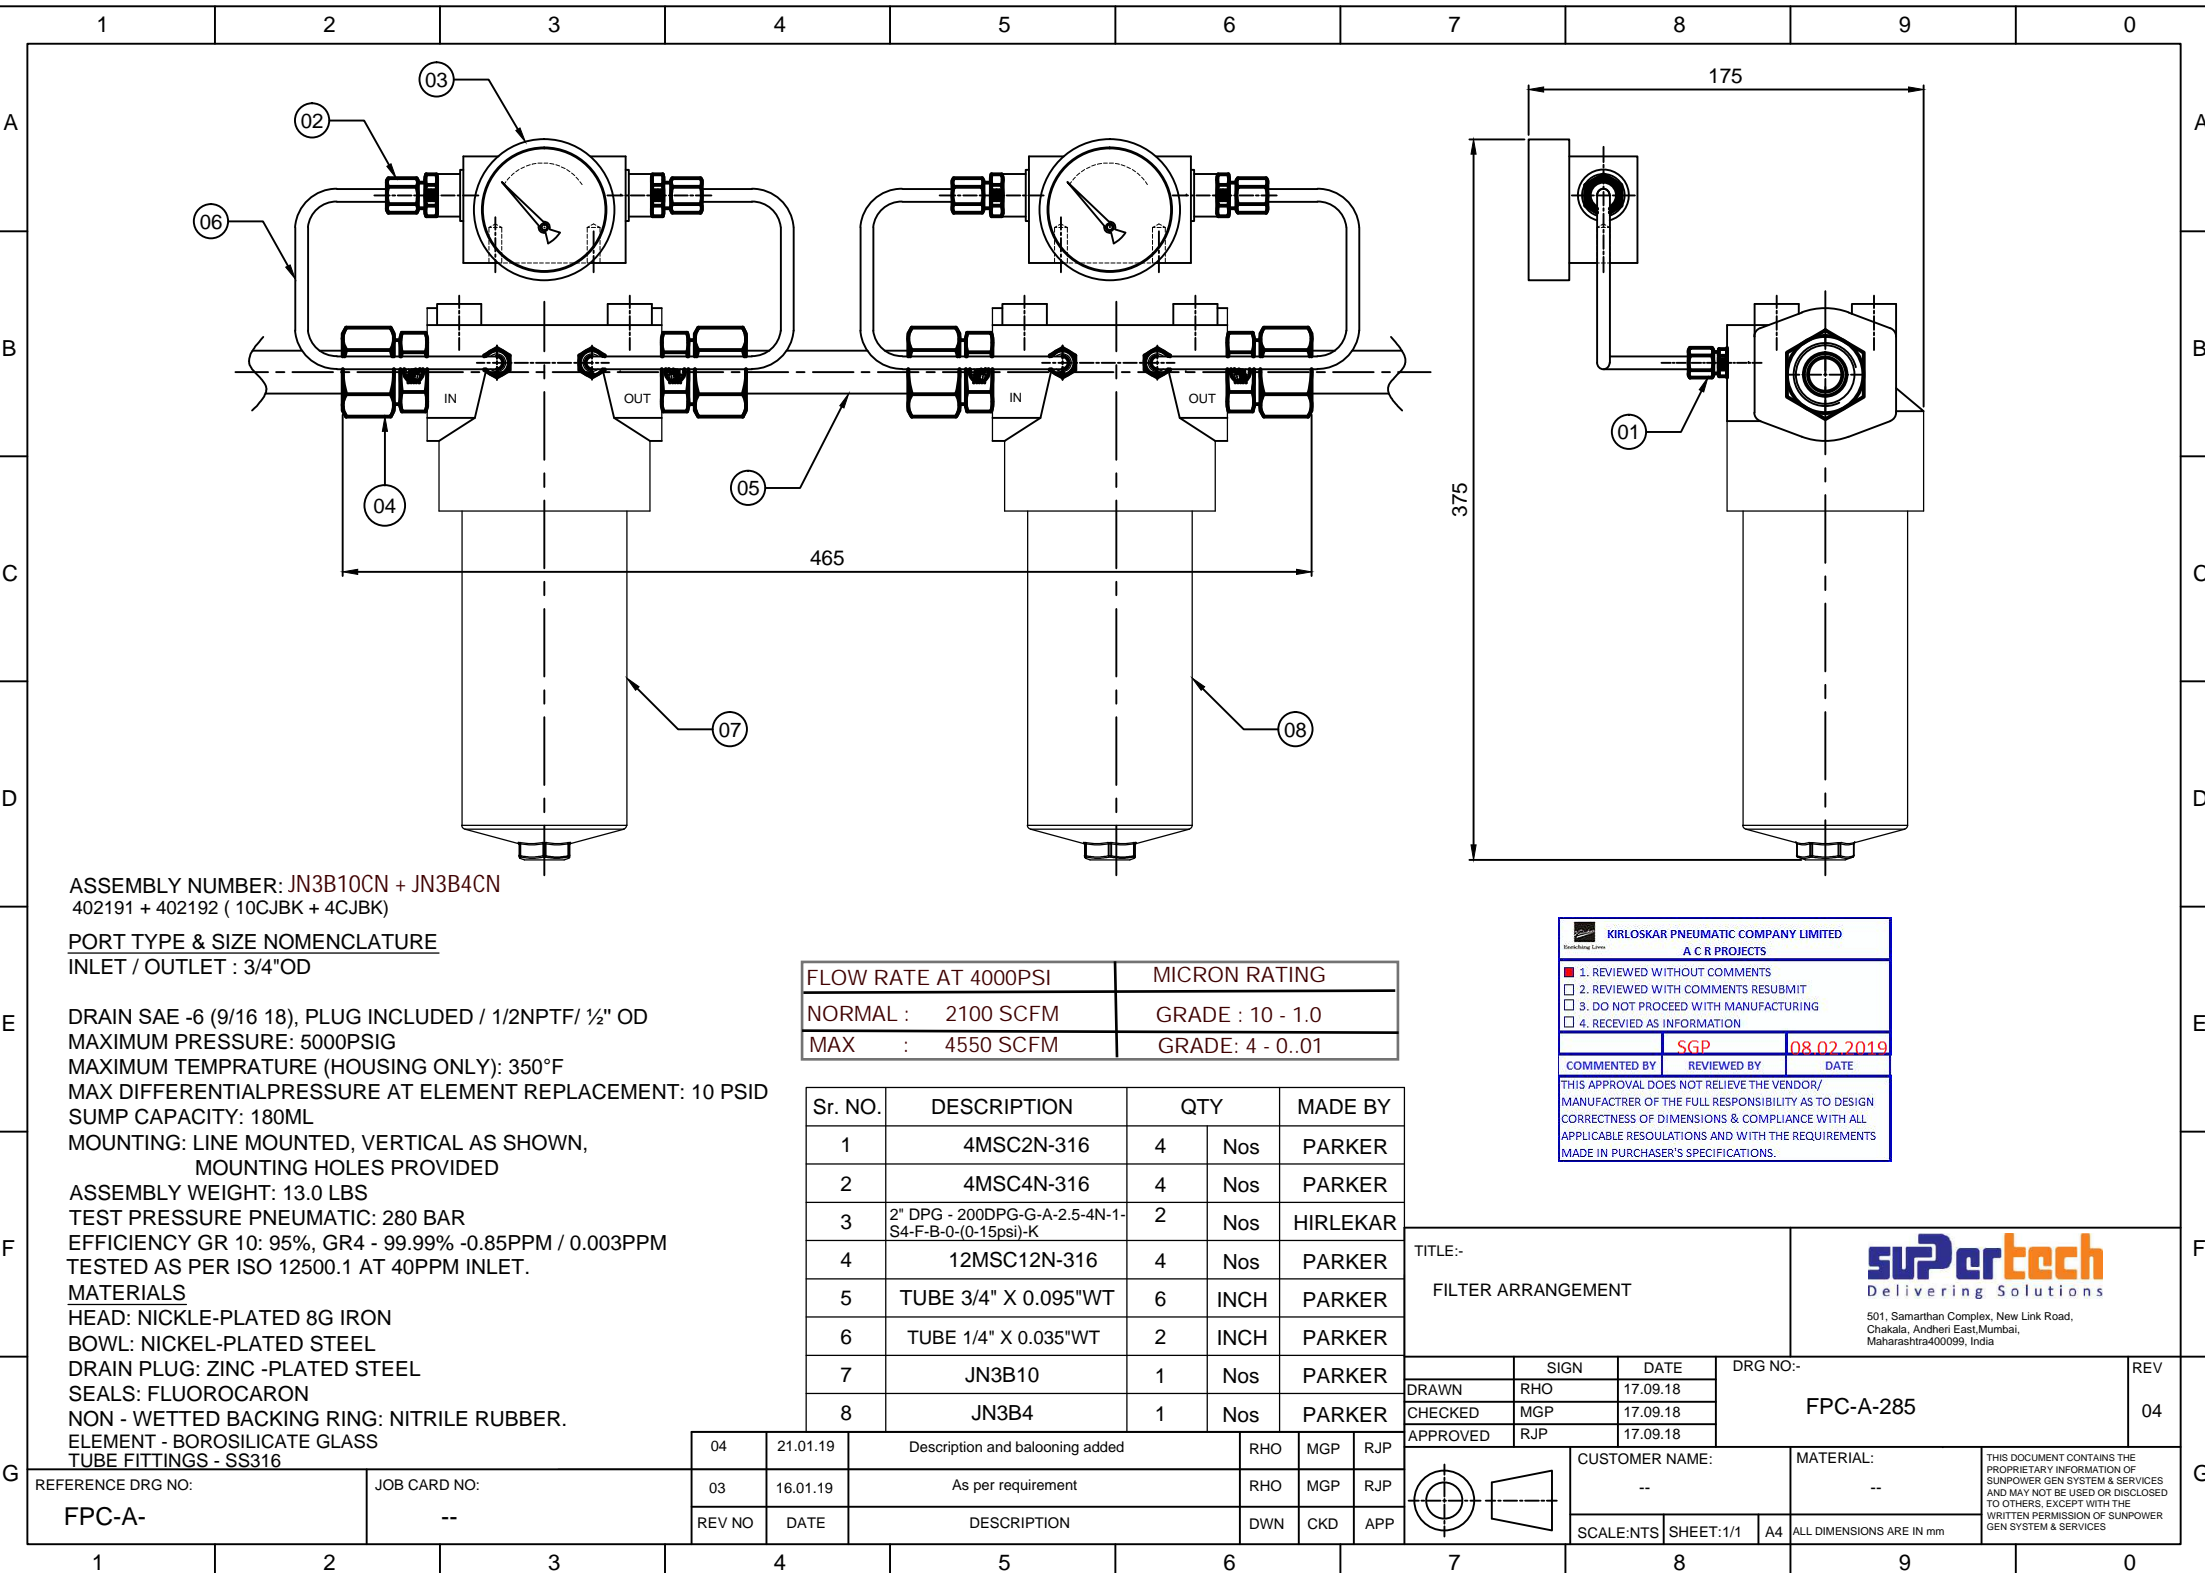 1 2 3 4 5 6 7 8 9 0
A A
B B
C C
D D
E E
F F
G G
03
02
06
04
05
07
08
01
IN OUT IN OUT
465
175
375
ASSEMBLY NUMBER: JN3B10CN + JN3B4CN
402191 + 402192 ( 10CJBK + 4CJBK)
PORT TYPE & SIZE NOMENCLATURE
INLET / OUTLET : 3/4"OD
DRAIN SAE -6 (9/16 18), PLUG INCLUDED / 1/2NPTF/ ½" OD
MAXIMUM PRESSURE: 5000PSIG
MAXIMUM TEMPRATURE (HOUSING ONLY): 350°F
MAX DIFFERENTIALPRESSURE AT ELEMENT REPLACEMENT: 10 PSID
SUMP CAPACITY: 180ML
MOUNTING: LINE MOUNTED, VERTICAL AS SHOWN,
MOUNTING HOLES PROVIDED
ASSEMBLY WEIGHT: 13.0 LBS
TEST PRESSURE PNEUMATIC: 280 BAR
EFFICIENCY GR 10: 95%, GR4 - 99.99% -0.85PPM / 0.003PPM
TESTED AS PER ISO 12500.1 AT 40PPM INLET.
MATERIALS
HEAD: NICKLE-PLATED 8G IRON
BOWL: NICKEL-PLATED STEEL
DRAIN PLUG: ZINC -PLATED STEEL
SEALS: FLUOROCARON
NON - WETTED BACKING RING: NITRILE RUBBER.
ELEMENT - BOROSILICATE GLASS
TUBE FITTINGS - SS316
FLOW RATE AT 4000PSI MICRON RATING
NORMAL : 2100 SCFM GRADE : 10 - 1.0
MAX : 4550 SCFM GRADE: 4 - 0..01
Sr. NO. DESCRIPTION QTY MADE BY
1 4MSC2N-316 4 Nos PARKER
2 4MSC4N-316 4 Nos PARKER
3 2" DPG - 200DPG-G-A-2.5-4N-1-
S4-F-B-0-(0-15psi)-K 2 Nos HIRLEKAR
4 12MSC12N-316 4 Nos PARKER
5 TUBE 3/4" X 0.095"WT 6 INCH PARKER
6 TUBE 1/4" X 0.035"WT 2 INCH PARKER
7 JN3B10 1 Nos PARKER
8 JN3B4 1 Nos PARKER
Enriching Lives
KIRLOSKAR PNEUMATIC COMPANY LIMITED
A C R PROJECTS
1. REVIEWED WITHOUT COMMENTS
2. REVIEWED WITH COMMENTS RESUBMIT
3. DO NOT PROCEED WITH MANUFACTURING
4. RECEVIED AS INFORMATION
SGP 08.02.2019
COMMENTED BY REVIEWED BY DATE
THIS APPROVAL DOES NOT RELIEVE THE VENDOR/
MANUFACTRER OF THE FULL RESPONSIBILITY AS TO DESIGN
CORRECTNESS OF DIMENSIONS & COMPLIANCE WITH ALL
APPLICABLE RESOULATIONS AND WITH THE REQUIREMENTS
MADE IN PURCHASER'S SPECIFICATIONS.
TITLE:-
FILTER ARRANGEMENT
suPertech
Delivering Solutions
501, Samarthan Complex, New Link Road,
Chakala, Andheri East,Mumbai,
Maharashtra400099, India
SIGN DATE
DRAWN RHO 17.09.18
CHECKED MGP 17.09.18
APPROVED RJP 17.09.18
DRG NO:-
FPC-A-285
REV
04
CUSTOMER NAME:
--
MATERIAL:
--
SCALE:NTS SHEET:1/1 A4 ALL DIMENSIONS ARE IN mm
THIS DOCUMENT CONTAINS THE
PROPRIETARY INFORMATION OF
SUNPOWER GEN SYSTEM & SERVICES
AND MAY NOT BE USED OR DISCLOSED
TO OTHERS, EXCEPT WITH THE
WRITTEN PERMISSION OF SUNPOWER
GEN SYSTEM & SERVICES
04 21.01.19 Description and balooning added RHO MGP RJP
03 16.01.19 As per requirement RHO MGP RJP
REV NO DATE DESCRIPTION DWN CKD APP
REFERENCE DRG NO:
FPC-A-
JOB CARD NO:
--
1 2 3 4 5 6 7 8 9 0